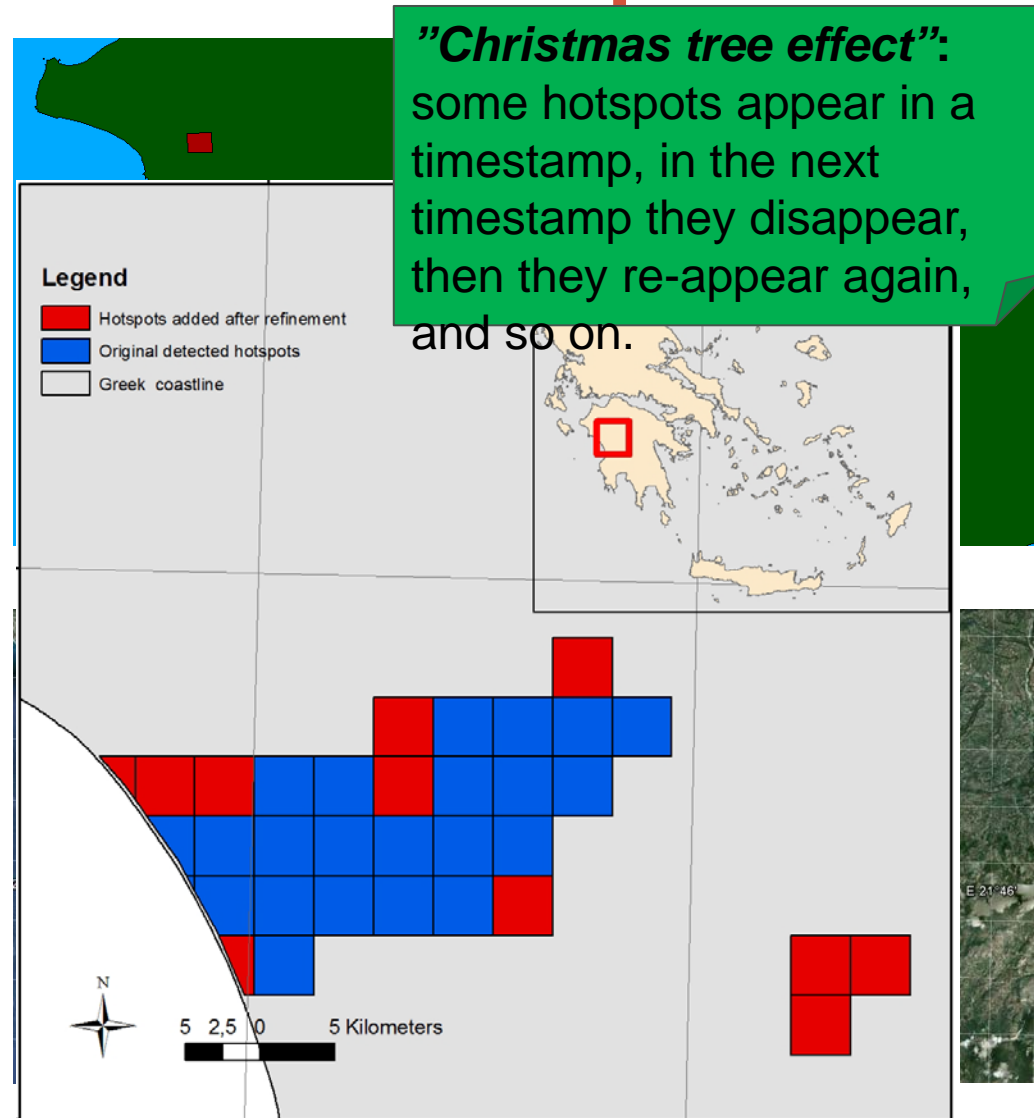 ”Christmas tree effect”:
some hotspots appear in a
timestamp, in the next
timestamp they disappear,
then they re-appear again,
and so on.
Legend
Hotspots added after refinement
Original detected hotspots
Greek coastline
E 21°46'
N
5 2,5 0 5 Kilometers